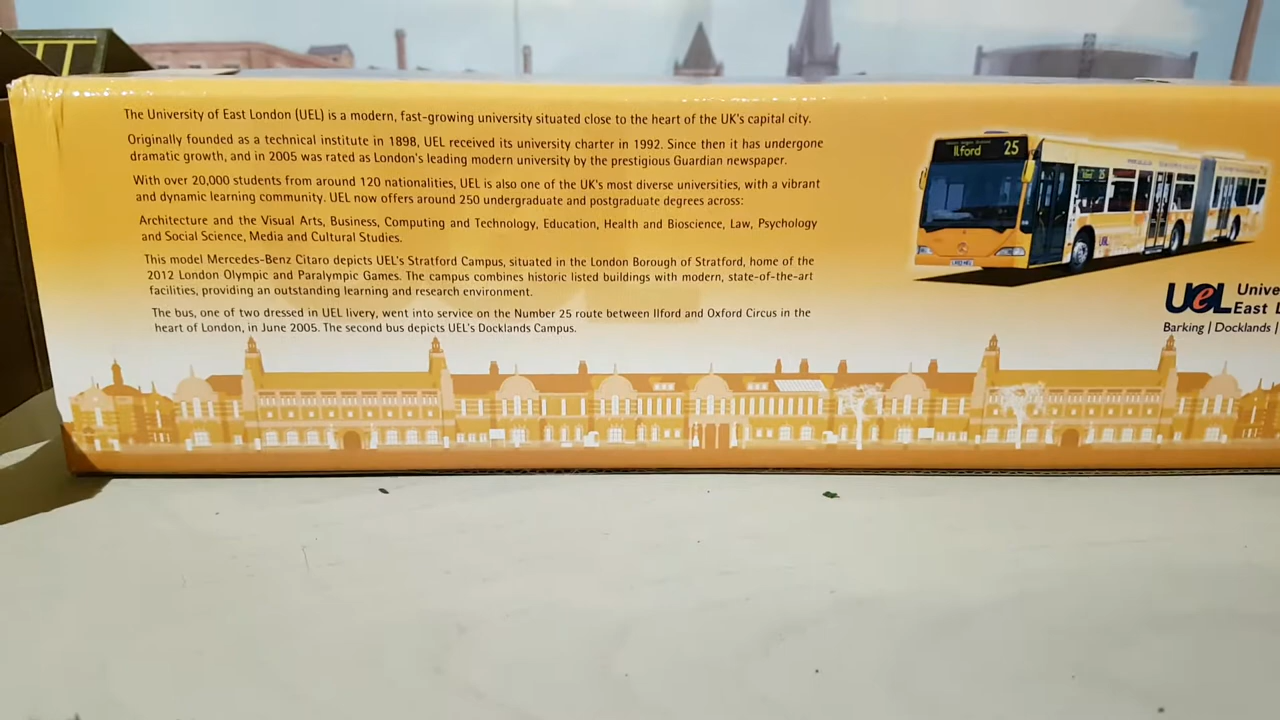 The University of East London (UEL) is a modern, fast-growing university situated close to the heart of the UK's capital city.
Originally founded as a technical institute in 1898, UEL received its university charter in 1992. Since then it has undergone
dramatic growth, and in 2005 was rated as London's leading modern university by the prestigious Guardian newspaper.
With over 20,000 students from around 120 nationalities, UEL is also one of the UK's most diverse universities, with a vibrant
and dynamic learning community. UEL now offers around 250 undergraduate and postgraduate degrees across:
Architecture and the Visual Arts, Business, Computing and Technology, Education, Health and Bioscience, Law, Psychology
and Social Science, Media and Cultural Studies.
This model Mercedes-Benz Citaro depicts UEL's Stratford Campus, situated in the London Borough of Stratford, home of the
2012 London Olympic and Paralympic Games. The campus combines historic listed buildings with modern, state-of-the-art
facilities, providing an outstanding learning and research environment.
The bus, one of two dressed in UEL livery, went into service on the Number 25 route between Ilford and Oxford Circus in the
heart of London, in June 2005. The second bus depicts UEL's Docklands Campus.
Ilford 25
UeL Unive
East L
Barking | Docklands |